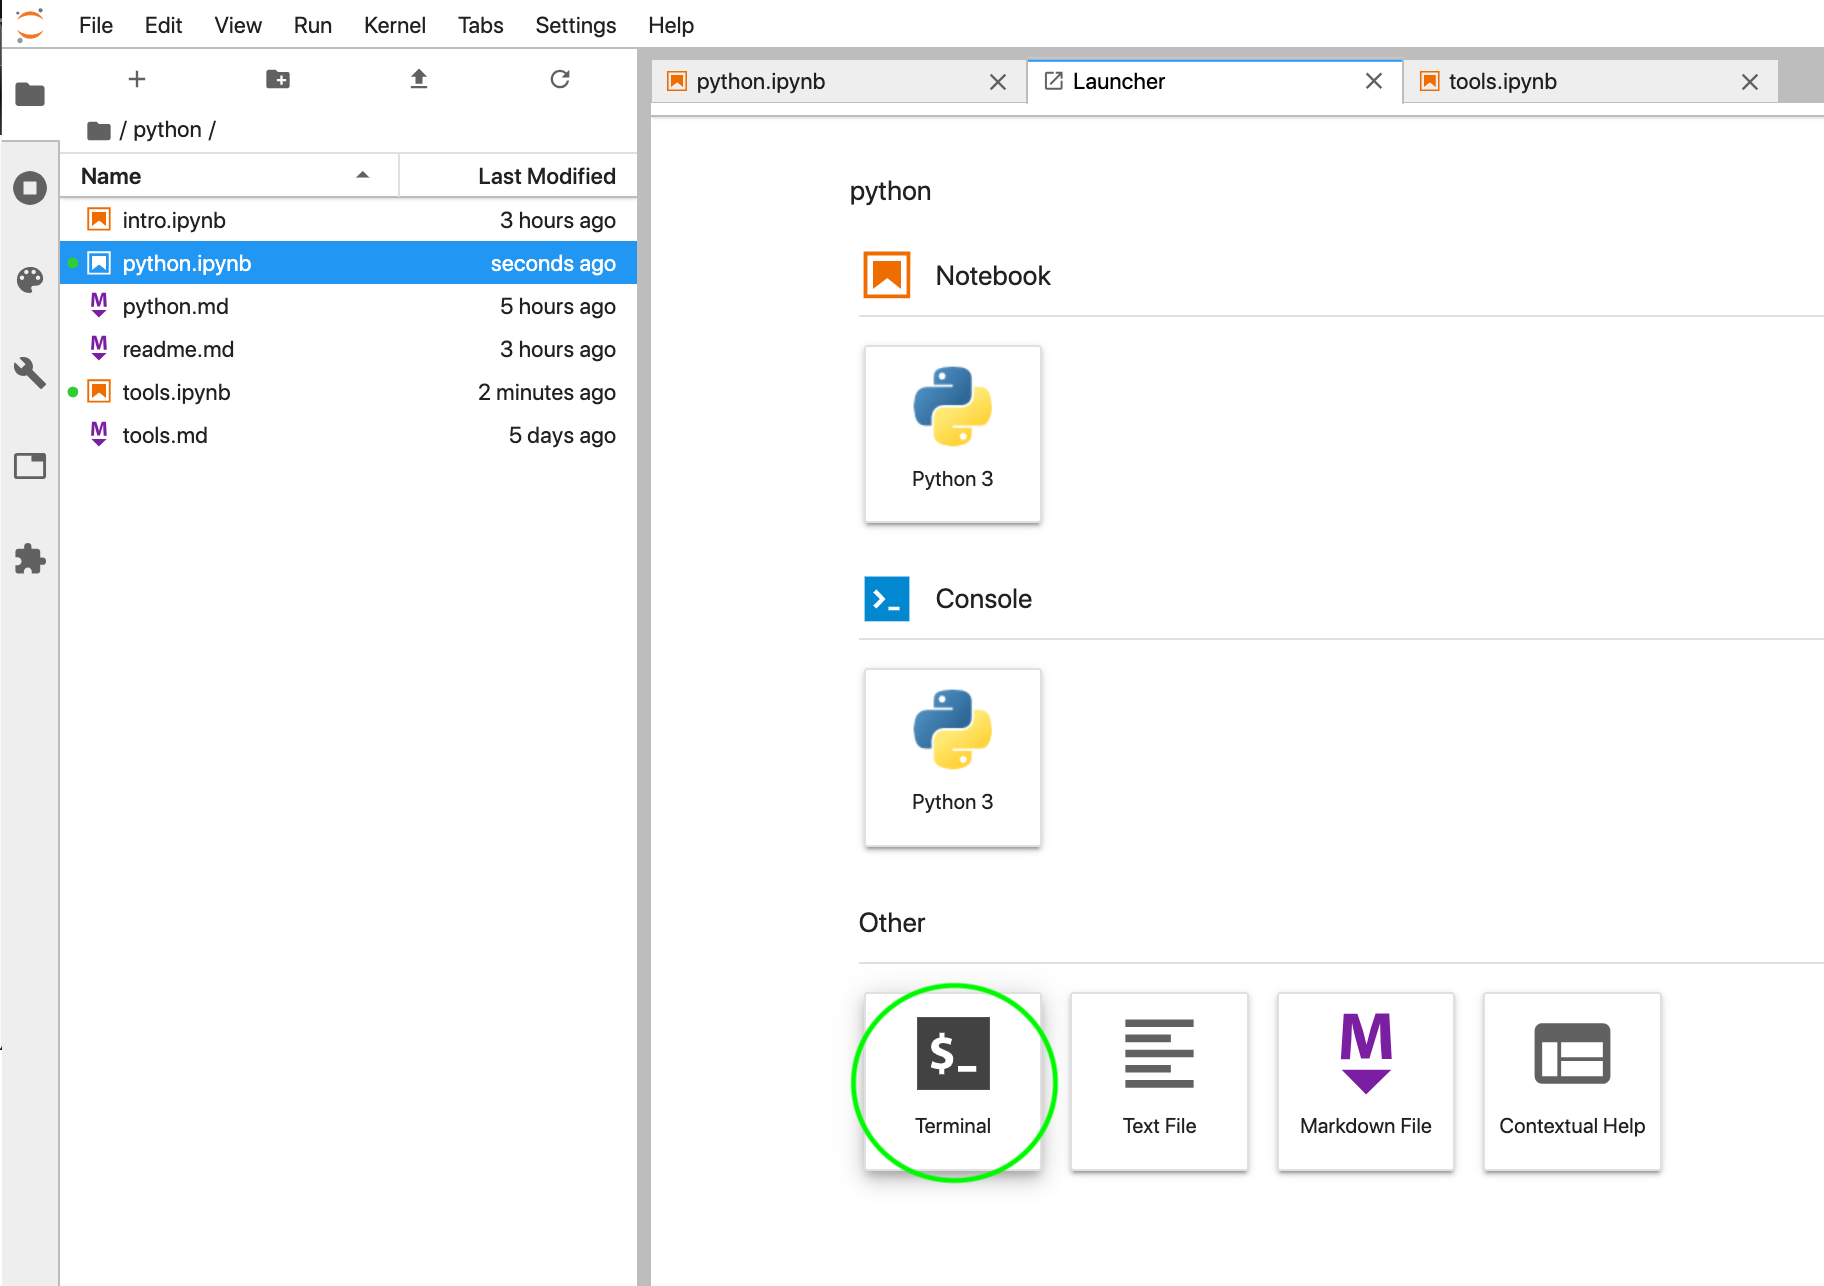 File Edit View Run Kernel Tabs Settings Help
/ python /
Name Last Modified
intro.ipynb 3 hours ago
python.ipynb seconds ago
python.md 5 hours ago
readme.md 3 hours ago
tools.ipynb 2 minutes ago
tools.md 5 days ago
python.ipynb Launcher tools.ipynb
python
Notebook
Python 3
Console
Python 3
Other
$_
Terminal Text File Markdown File Contextual Help